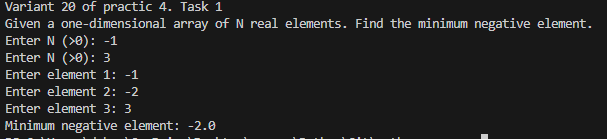 Variant 20 of practic 4. Task 1
Given a one-dimensional array of N real elements. Find the minimum negative element.
Enter N (>0): -1
Enter N (>0): 3
Enter element 1: -1
Enter element 2: -2
Enter element 3: 3
Minimum negative element: -2.0